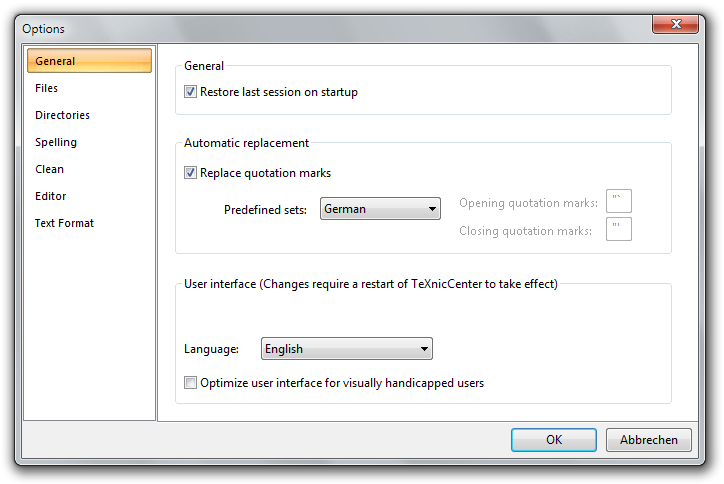 Options
General
Files
Directories
Spelling
Clean
Editor
Text Format
General
Restore last session on startup
Automatic replacement
Replace quotation marks
Predefined sets: German
Opening quotation marks: "`
Closing quotation marks: "'
User interface (Changes require a restart of TeXnicCenter to take effect)
Language: English
Optimize user interface for visually handicapped users
OK Abbrechen